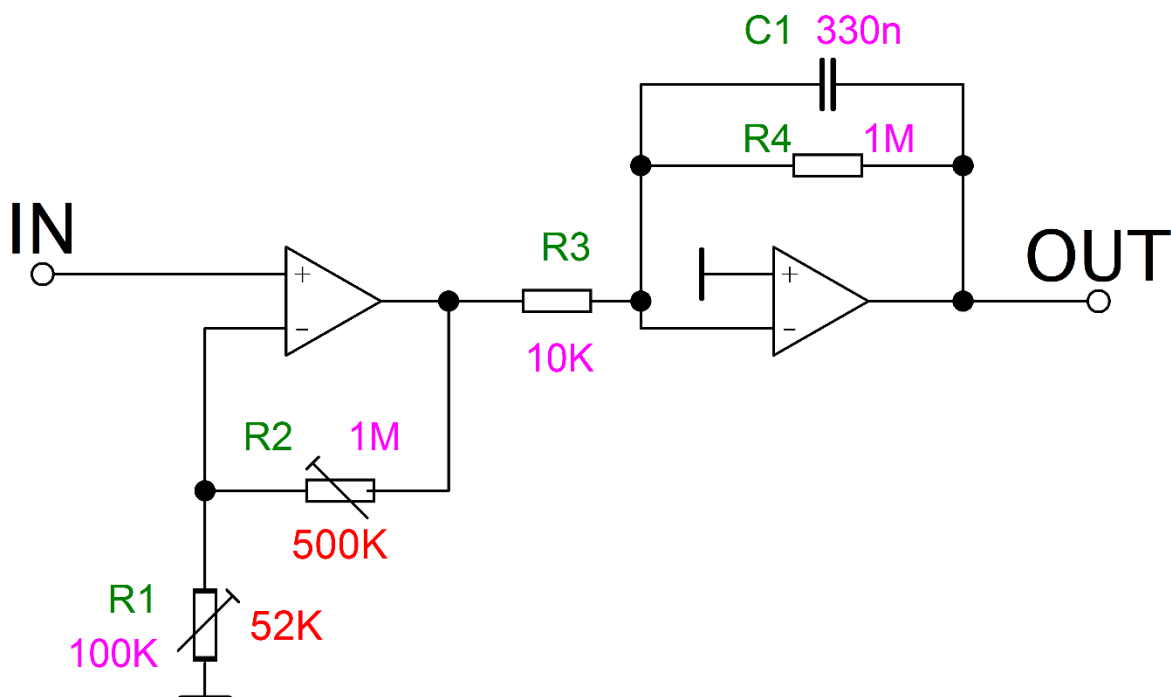 C1 330n
R4 1M
IN
R3
+
-
10K
+
-
OUT
R2 1M
500K
R1
100K
52K